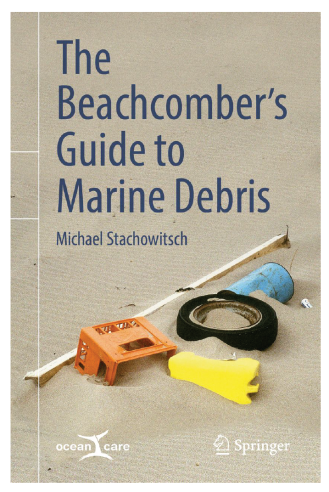 The
Beachcomber's
Guide to
Marine Debris
Michael Stachowitsch
ocean care
Springer